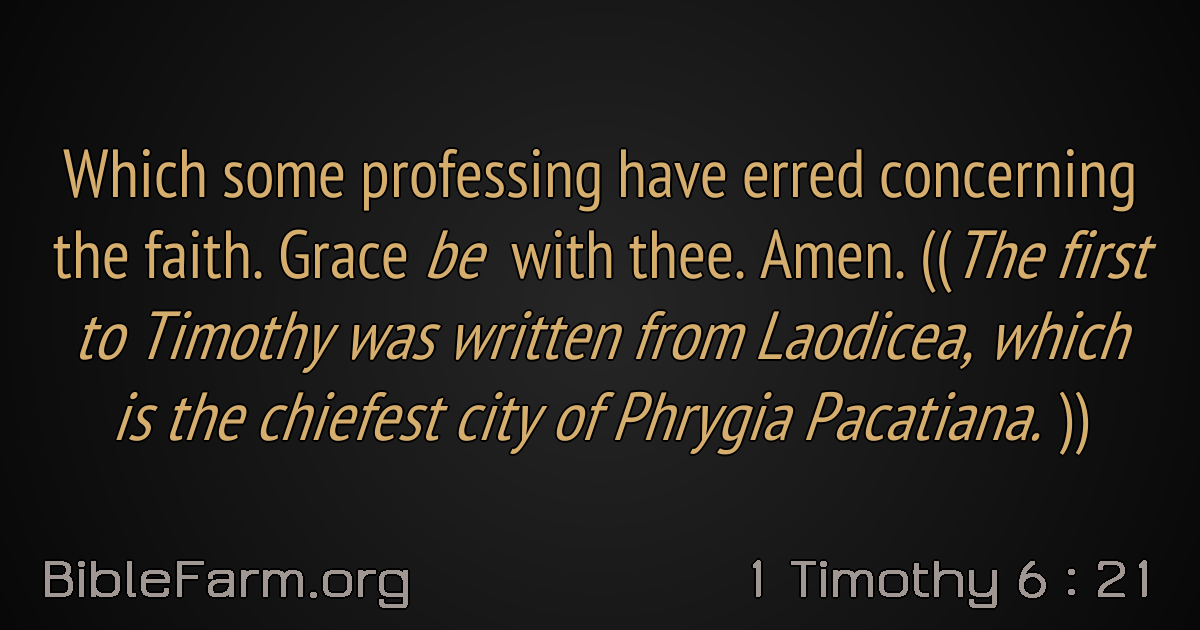 Which some professing have erred concerning
the faith. Grace be with thee. Amen. ((The first
to Timothy was written from Laodicea, which
is the chiefest city of Phrygia Pacatiana. ))
BibleFarm.org
1 Timothy 6 : 21